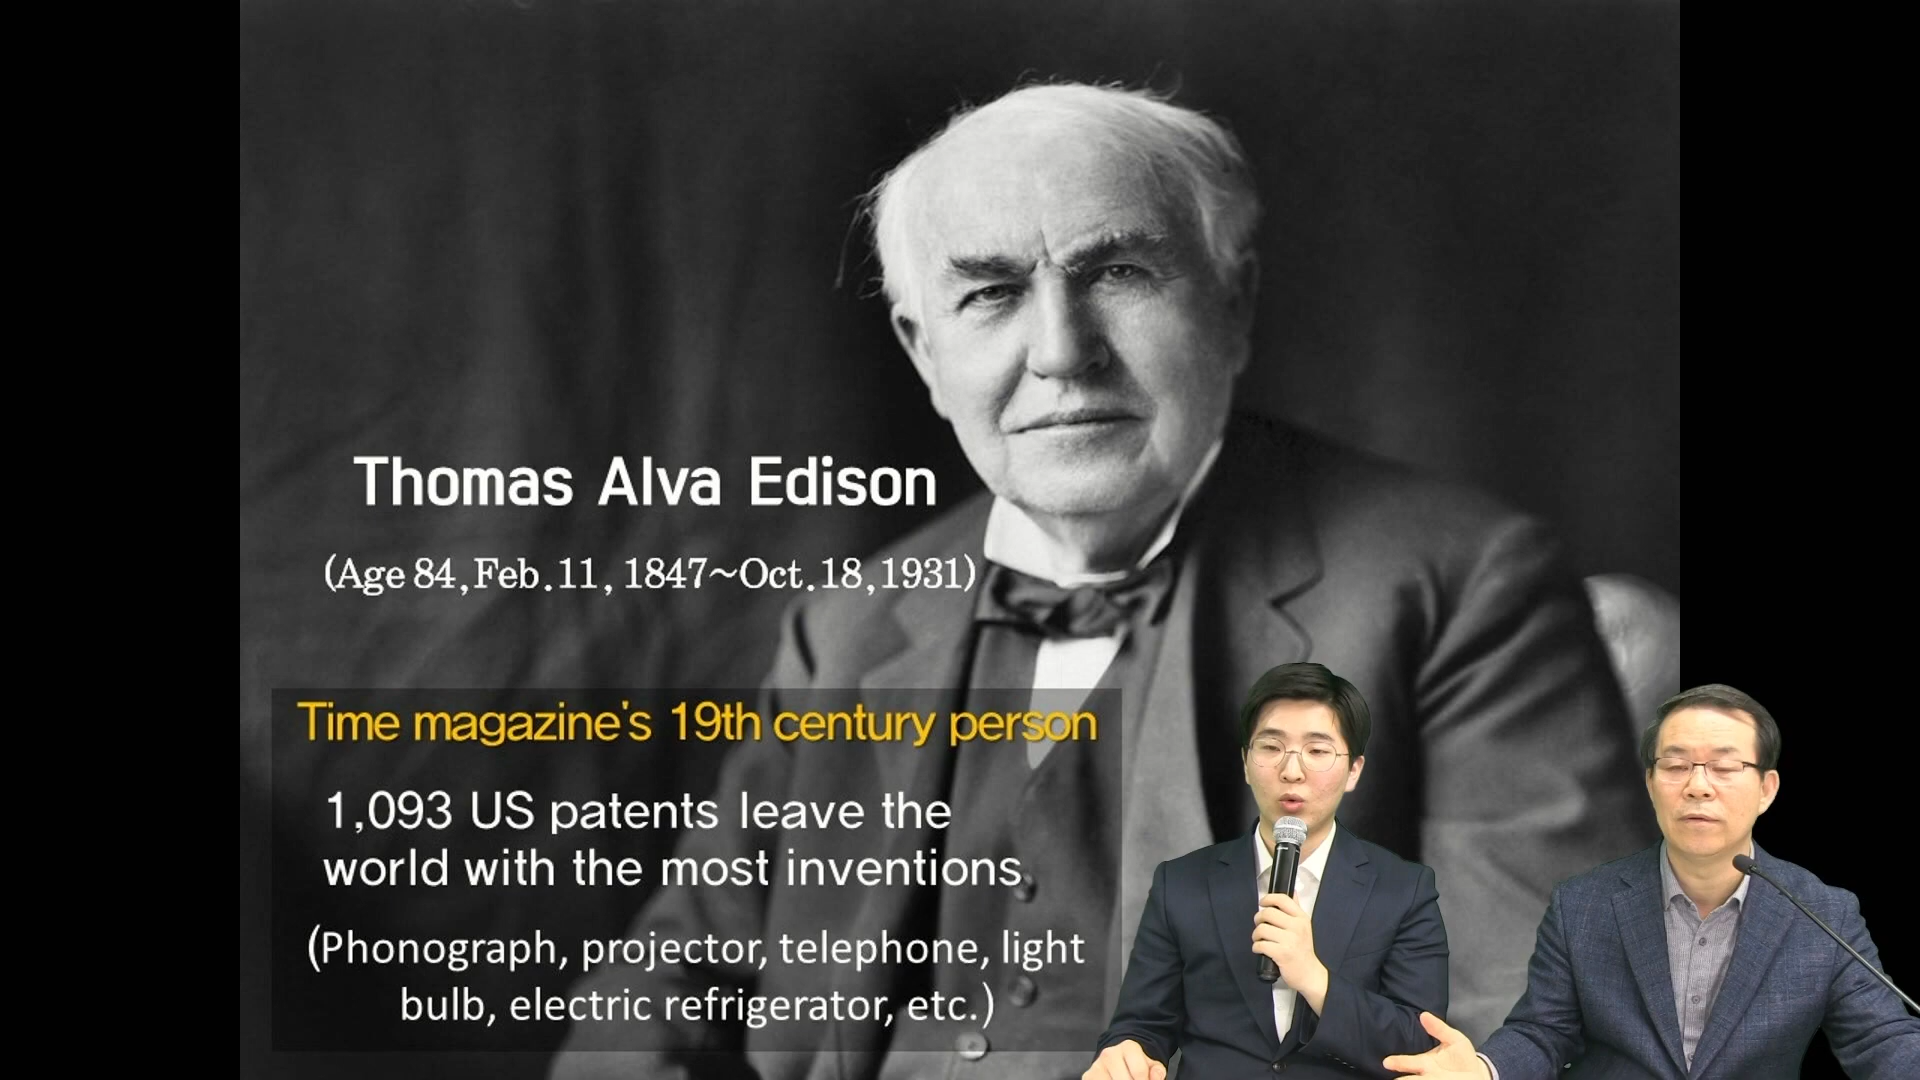 Thomas Alva Edison
(Age 84,Feb.11, 1847~Oct.18,1931)
Time magazine's 19th century person
1,093 US patents leave the
world with the most inventions.
(Phonograph, projector, telephone, light
bulb, electric refrigerator, etc.)